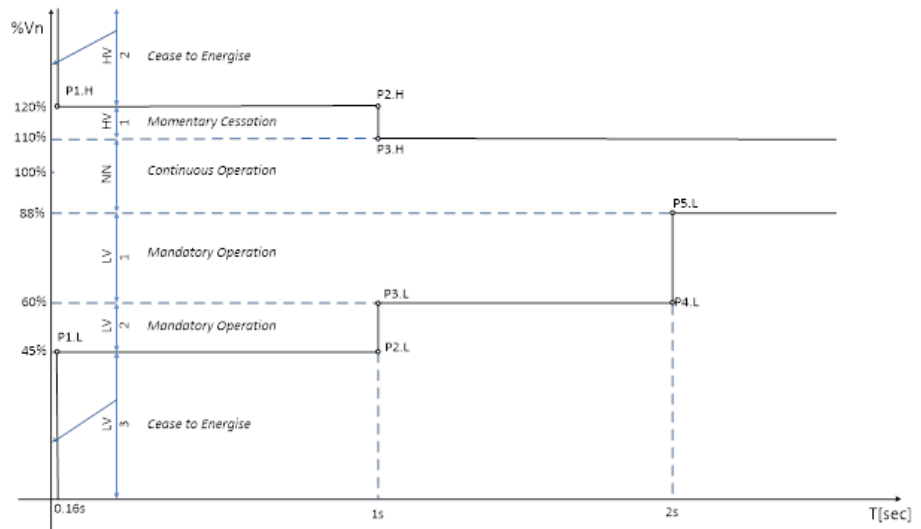 %Vn
HV 2
Cease to Energise
P1.H
P2.H
120%
HV 1
Momentary Cessation
110%
P3.H
100%
NN
Continuous Operation
88%
P5.L
LV 1
Mandatory Operation
60%
P3.L
P4.L
LV 2
Mandatory Operation
P1.L
45%
P2.L
LV 3
Cease to Energise
0.16s
1s
2s
T[sec]